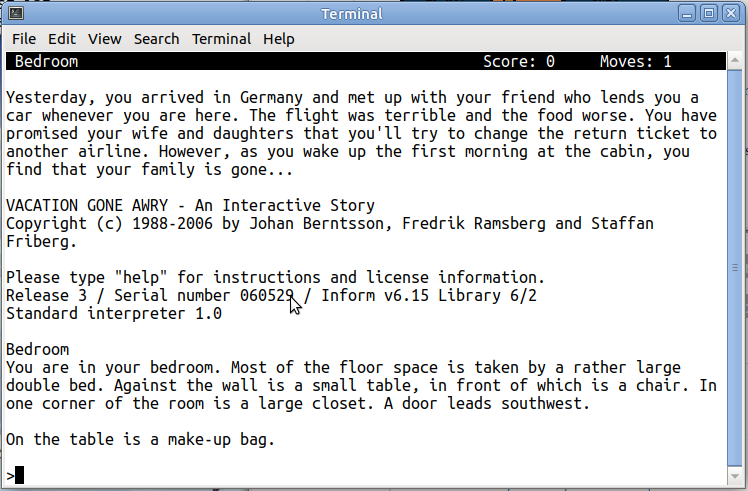 Terminal
File Edit View Search Terminal Help
Bedroom Score: 0 Moves: 1
Yesterday, you arrived in Germany and met up with your friend who lends you a
car whenever you are here. The flight was terrible and the food worse. You have
promised your wife and daughters that you'll try to change the return ticket to
another airline. However, as you wake up the first morning at the cabin, you
find that your family is gone...
VACATION GONE AWRY - An Interactive Story
Copyright (c) 1988-2006 by Johan Berntsson, Fredrik Ramsberg and Staffan
Friberg.
Please type "help" for instructions and license information.
Release 3 / Serial number 060529 / Inform v6.15 Library 6/2
Standard interpreter 1.0
Bedroom
You are in your bedroom. Most of the floor space is taken by a rather large
double bed. Against the wall is a small table, in front of which is a chair. In
one corner of the room is a large closet. A door leads southwest.
On the table is a make-up bag.
>